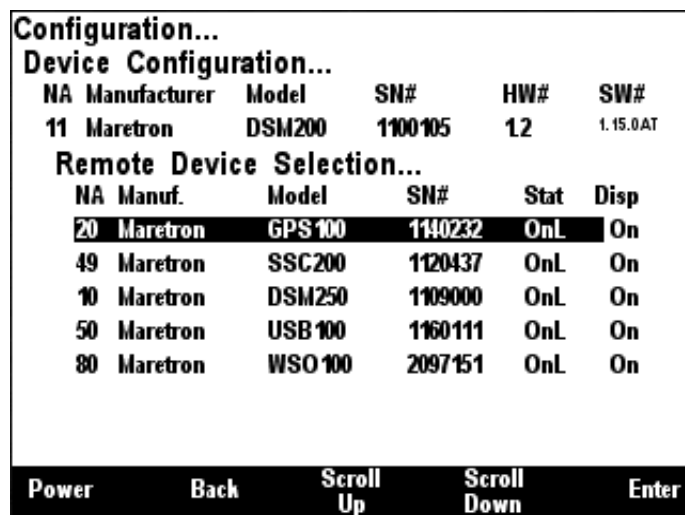 Configuration...
Device Configuration...
NA Manufacturer Model SN# HW# SW#
11 Maretron DSM200 1100105 1.2 1.15.0AT
Remote Device Selection...
NA Manuf. Model SN# Stat Disp
20 Maretron GPS100 1140232 OnL On
49 Maretron SSC200 1120437 OnL On
10 Maretron DSM250 1109000 OnL On
50 Maretron USB100 1160111 OnL On
80 Maretron WSO100 2097151 OnL On
Power Back Scroll Up Scroll Down Enter